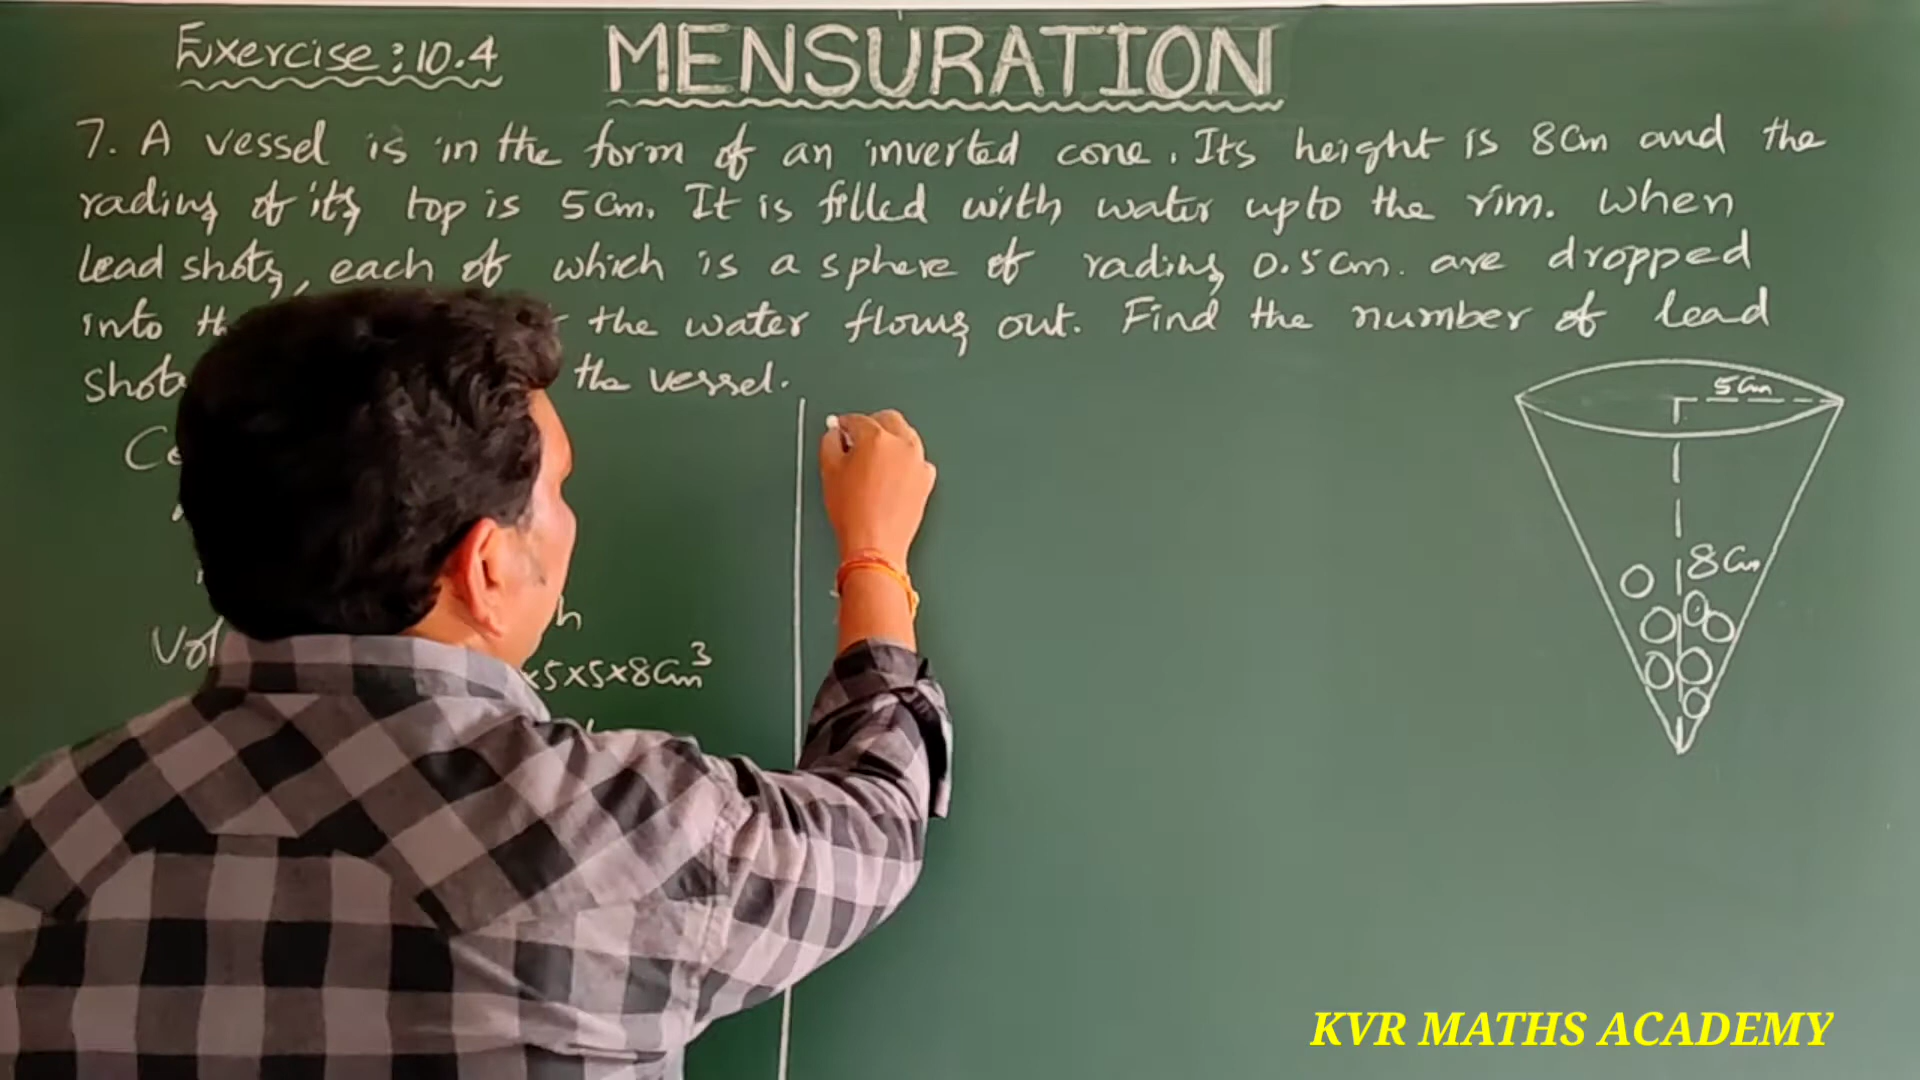 Exercise: 10.4
MENSURATION
7. A vessel is in the form of an inverted cone. Its height is 8cm and the
radius of its top is 5cm. It is filled with water upto the rim. When
lead shots, each of which is a sphere of radius 0.5cm. are dropped
into the water flows out. Find the number of lead
shots the vessel.
5cm
8cm
h
Vol
×5×5×8cm³
KVR MATHS ACADEMY